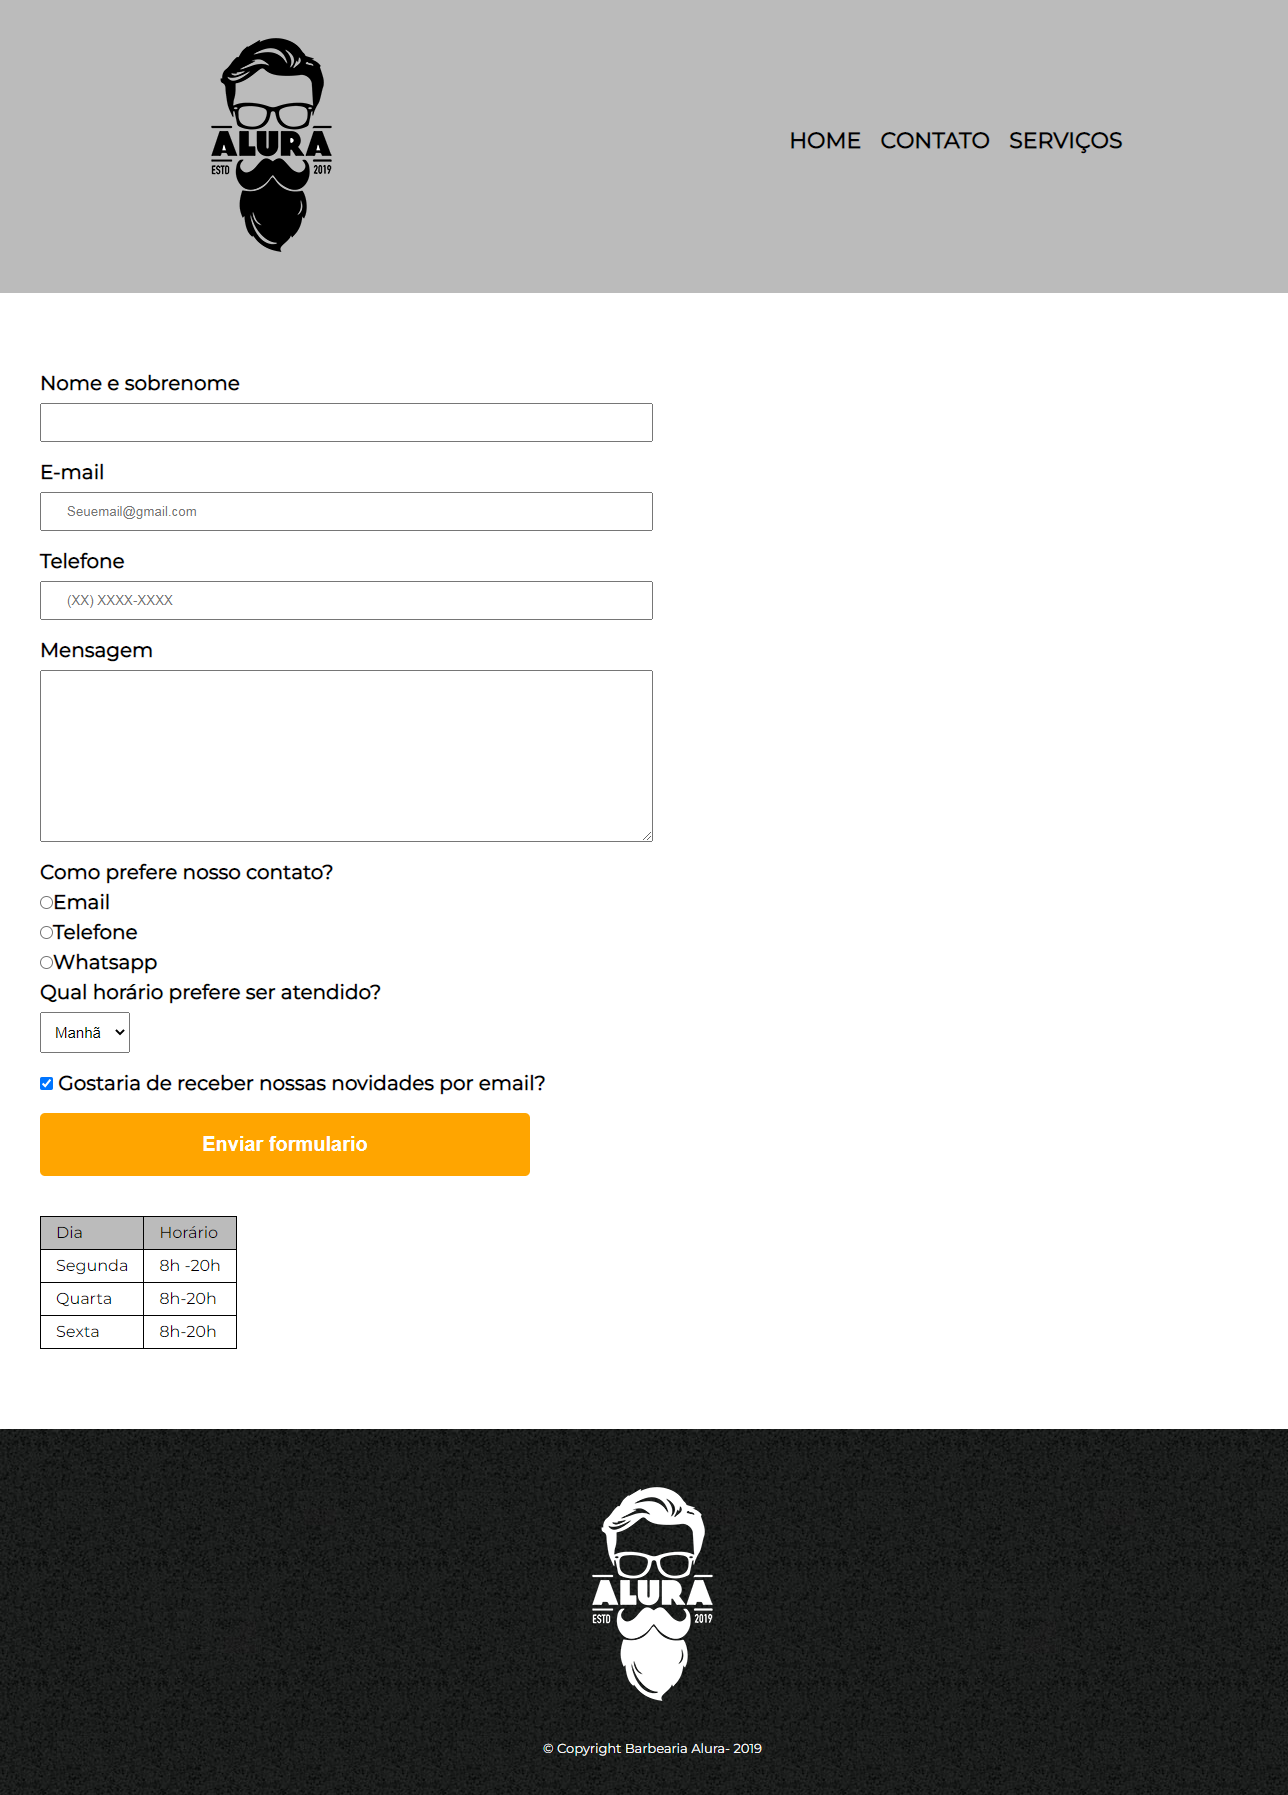 ALURA
ESTD 2019
HOME CONTATO SERVIÇOS
Nome e sobrenome
E-mail
Seuemail@gmail.com
Telefone
(XX) XXXX-XXXX
Mensagem
Como prefere nosso contato?
Email
Telefone
Whatsapp
Qual horário prefere ser atendido?
Manhã
Gostaria de receber nossas novidades por email?
Enviar formulario
Dia Horário
Segunda 8h -20h
Quarta 8h-20h
Sexta 8h-20h
ALURA
ESTD 2019
© Copyright Barbearia Alura- 2019